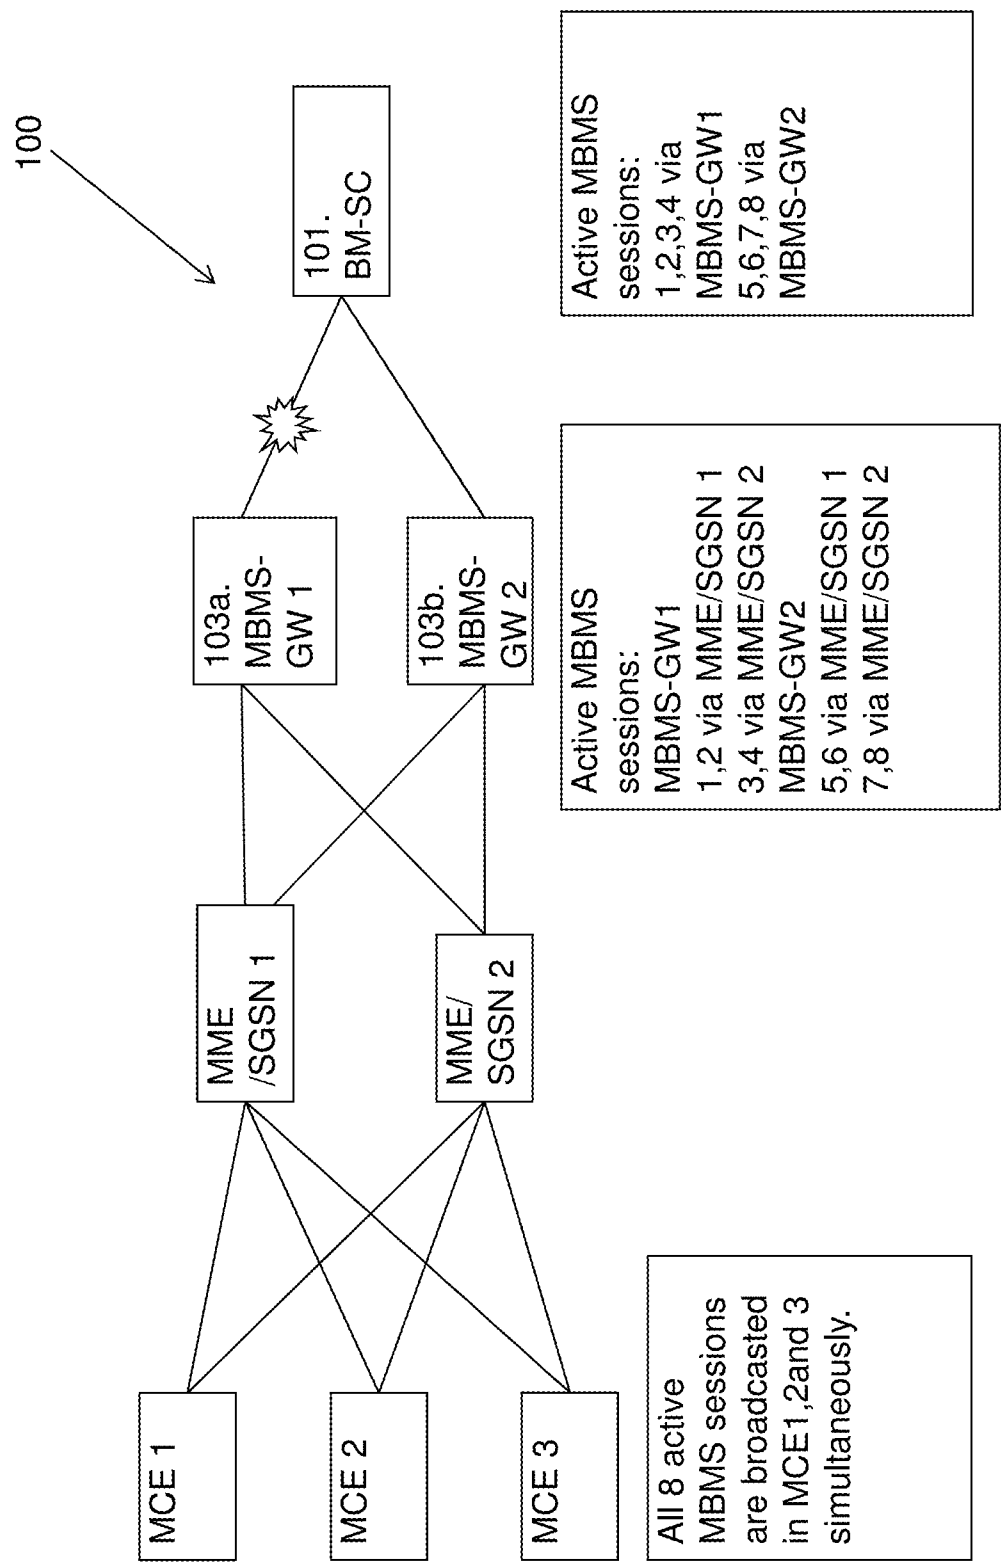 100
MCE 1
MCE 2
MCE 3
MME
/SGSN 1
MME/
SGSN 2
103a.
MBMS-
GW 1
103b.
MBMS-
GW 2
101.
BM-SC
All 8 active
MBMS sessions
are broadcasted
in MCE1,2and 3
simultaneously.
Active MBMS
sessions:
MBMS-GW1
1,2 via MME/SGSN 1
3,4 via MME/SGSN 2
MBMS-GW2
5,6 via MME/SGSN 1
7,8 via MME/SGSN 2
Active MBMS
sessions:
1,2,3,4 via
MBMS-GW1
5,6,7,8 via
MBMS-GW2